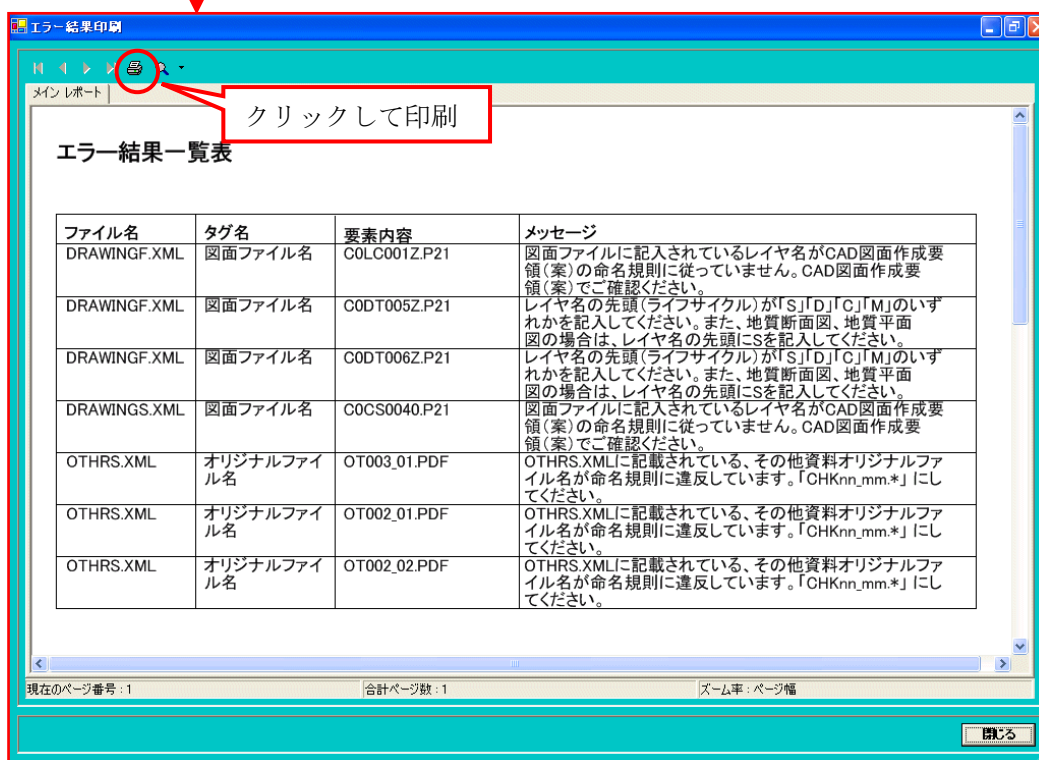 エラー結果印刷
メイン レポート
クリックして印刷
エラー結果一覧表
ファイル名 タグ名 要素内容 メッセージ
DRAWINGF.XML 図面ファイル名 C0LC001Z.P21 図面ファイルに記入されているレイヤ名がCAD図面作成要
領(案)の命名規則に従っていません。CAD図面作成要
領(案)でご確認ください。
DRAWINGF.XML 図面ファイル名 C0DT005Z.P21 レイヤ名の先頭(ライフサイクル)が「S」「D」「C」「M」のいず
れかを記入してください。また、地質断面図、地質平面
図の場合は、レイヤ名の先頭にSを記入してください。
DRAWINGF.XML 図面ファイル名 C0DT006Z.P21 レイヤ名の先頭(ライフサイクル)が「S」「D」「C」「M」のいず
れかを記入してください。また、地質断面図、地質平面
図の場合は、レイヤ名の先頭にSを記入してください。
DRAWINGS.XML 図面ファイル名 C0CS0040.P21 図面ファイルに記入されているレイヤ名がCAD図面作成要
領(案)の命名規則に従っていません。CAD図面作成要
領(案)でご確認ください。
OTHRS.XML オリジナルファイ OT003_01.PDF OTHRS.XMLに記載されている、その他資料オリジナルファ
ル名 イル名が命名規則に違反しています。「CHKnn_mm.*」にし
てください。
OTHRS.XML オリジナルファイ OT002_01.PDF OTHRS.XMLに記載されている、その他資料オリジナルファ
ル名 イル名が命名規則に違反しています。「CHKnn_mm.*」にし
てください。
OTHRS.XML オリジナルファイ OT002_02.PDF OTHRS.XMLに記載されている、その他資料オリジナルファ
ル名 イル名が命名規則に違反しています。「CHKnn_mm.*」にし
てください。
現在のページ番号:1 合計ページ数:1 ズーム率:ページ幅
閉じる